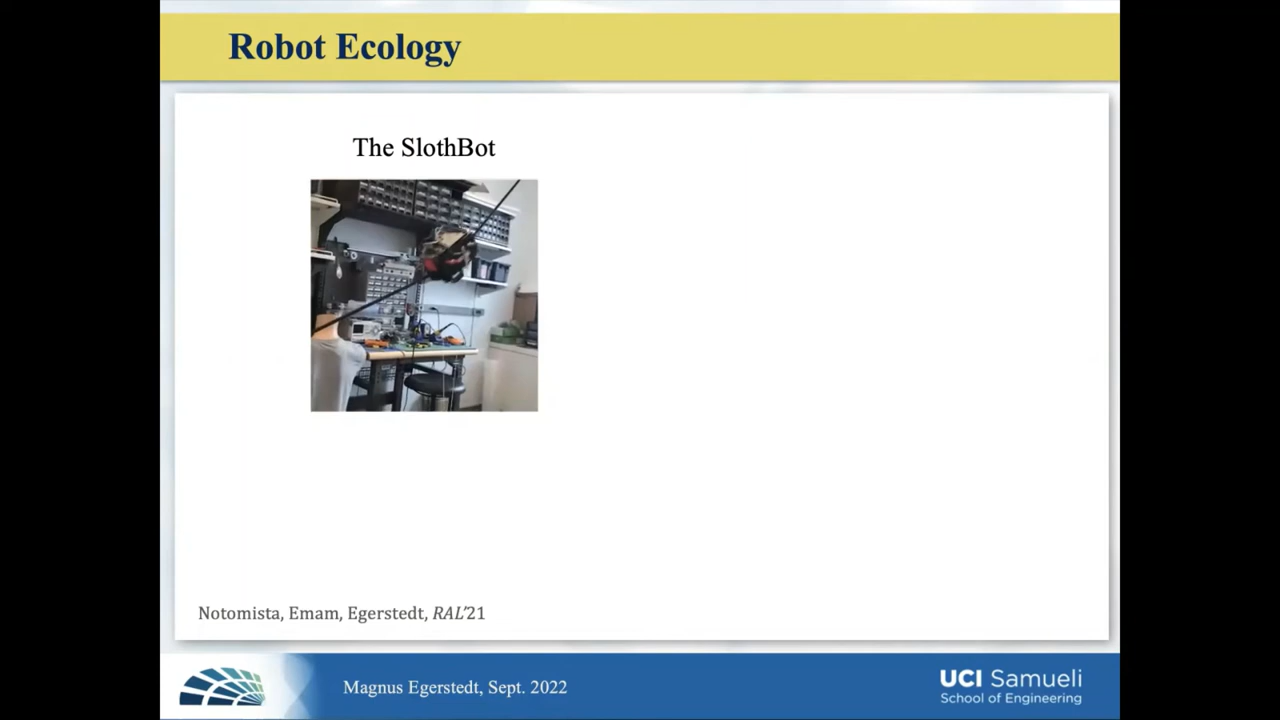 Robot Ecology
The SlothBot
Notomista, Emam, Egerstedt, RAL'21
Magnus Egerstedt, Sept. 2022
UCI Samueli
School of Engineering